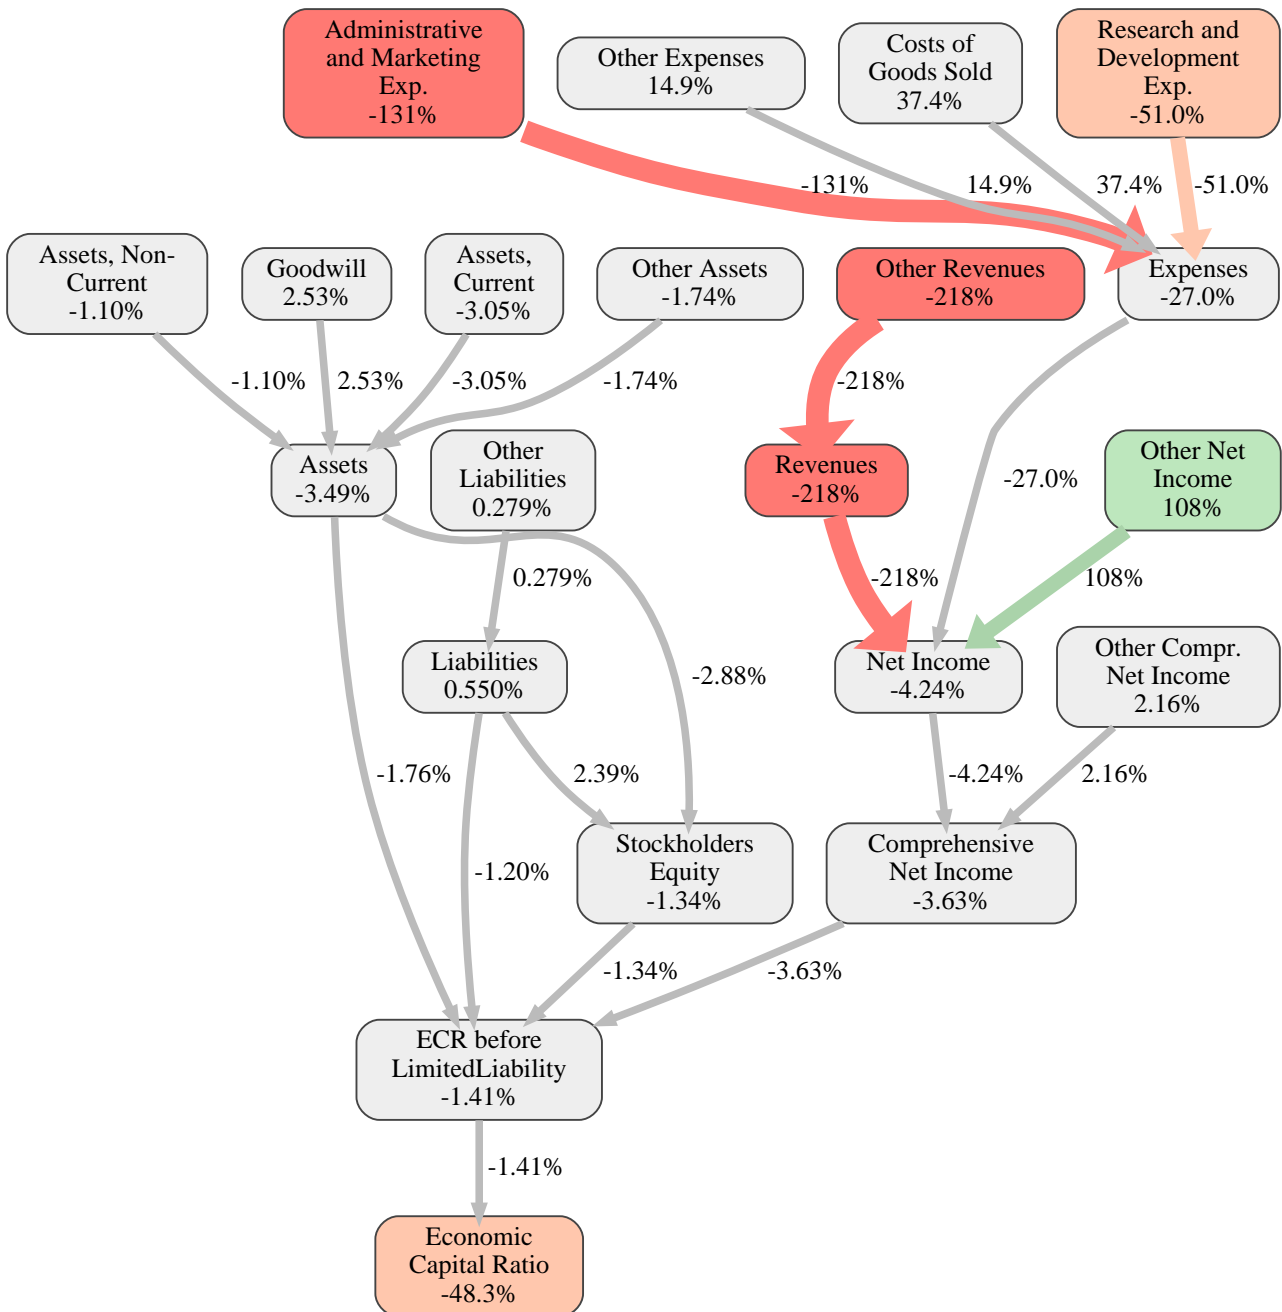 Administrative
and Marketing
Exp.
-131%
Other Expenses
14.9%
Costs of
Goods Sold
37.4%
Research and
Development
Exp.
-51.0%
-131%
14.9%
37.4%
-51.0%
Assets, Non-
Current
-1.10%
Goodwill
2.53%
Assets,
Current
-3.05%
Other Assets
-1.74%
Other Revenues
-218%
Expenses
-27.0%
-1.10%
2.53%
-3.05%
-1.74%
-218%
Assets
-3.49%
Other
Liabilities
0.279%
Revenues
-218%
-27.0%
Other Net
Income
108%
0.279%
-218%
108%
Liabilities
0.550%
-2.88%
Net Income
-4.24%
Other Compr.
Net Income
2.16%
-1.76%
2.39%
-4.24%
2.16%
-1.20%
Stockholders
Equity
-1.34%
Comprehensive
Net Income
-3.63%
-1.34%
-3.63%
ECR before
LimitedLiability
-1.41%
-1.41%
Economic
Capital Ratio
-48.3%